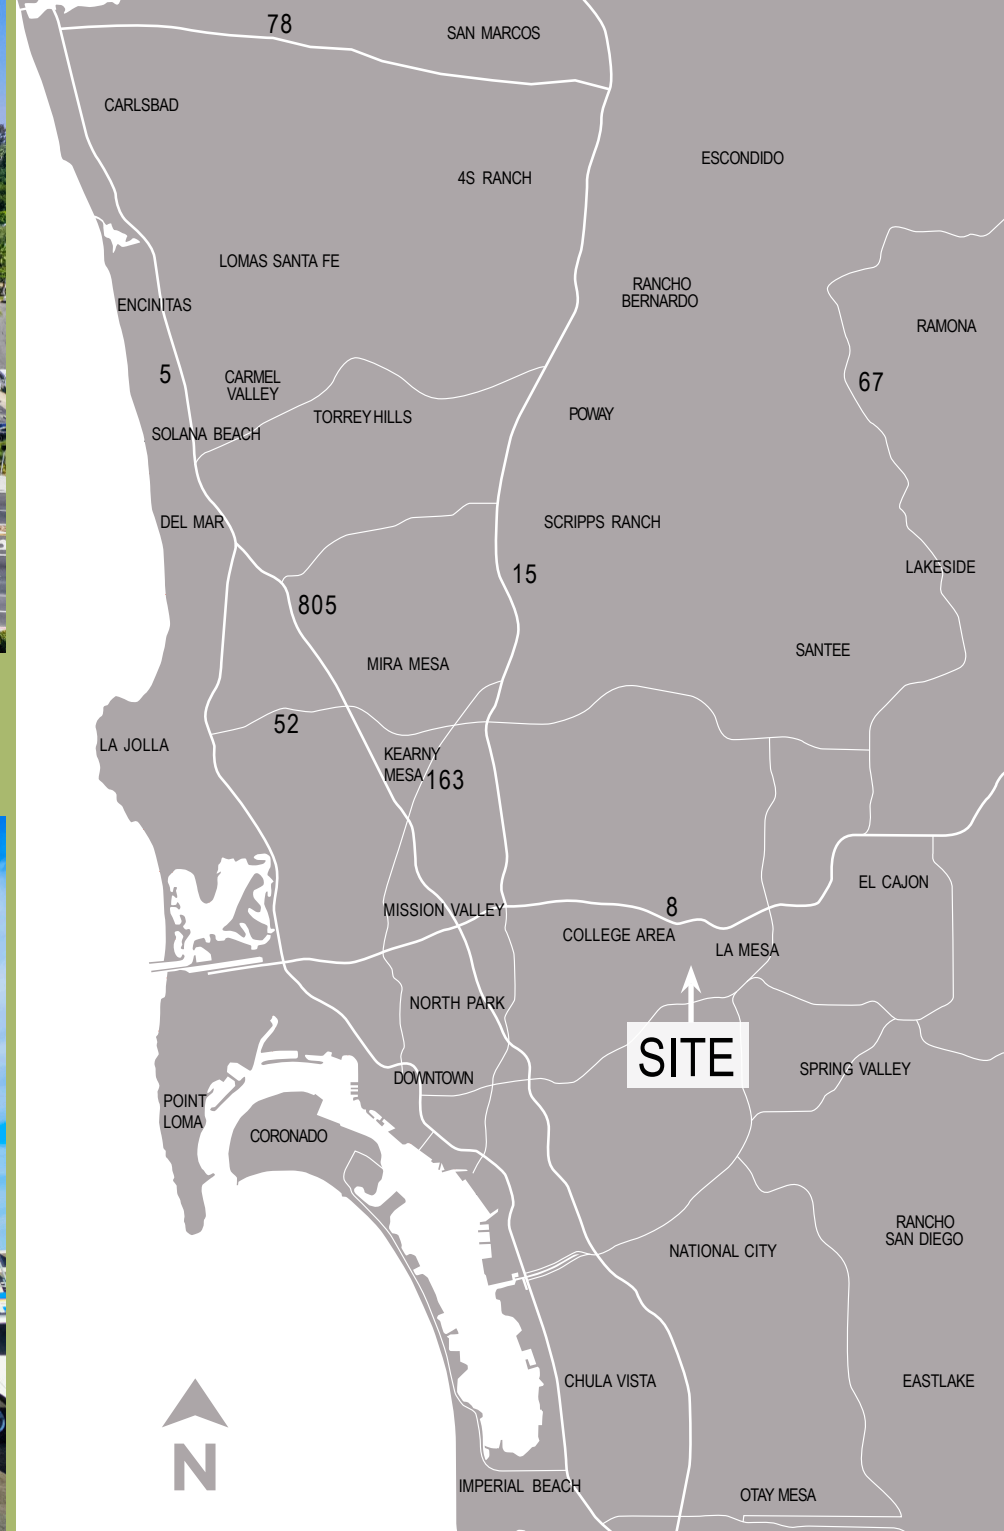 78
SAN MARCOS
CARLSBAD
ESCONDIDO
4S RANCH
LOMAS SANTA FE
RANCHO
BERNARDO
ENCINITAS
RAMONA
5
CARMEL
VALLEY
67
TORREY HILLS
POWAY
SOLANA BEACH
DEL MAR
SCRIPPS RANCH
15
LAKESIDE
805
MIRA MESA
SANTEE
52
LA JOLLA
KEARNY
MESA
163
EL CAJON
MISSION VALLEY
8
COLLEGE AREA
LA MESA
NORTH PARK
SITE
DOWNTOWN
SPRING VALLEY
POINT
LOMA
CORONADO
RANCHO
SAN DIEGO
NATIONAL CITY
CHULA VISTA
EASTLAKE
N
IMPERIAL BEACH
OTAY MESA